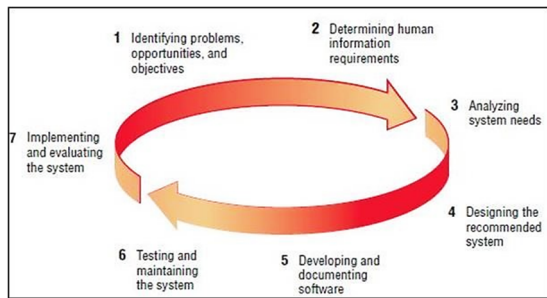 1 Identifying problems,
opportunities, and
objectives
2 Determining human
information
requirements
3 Analyzing
system needs
4 Designing the
recommended
system
5 Developing and
documenting
software
6 Testing and
maintaining
the system
7 Implementing
and evaluating
the system